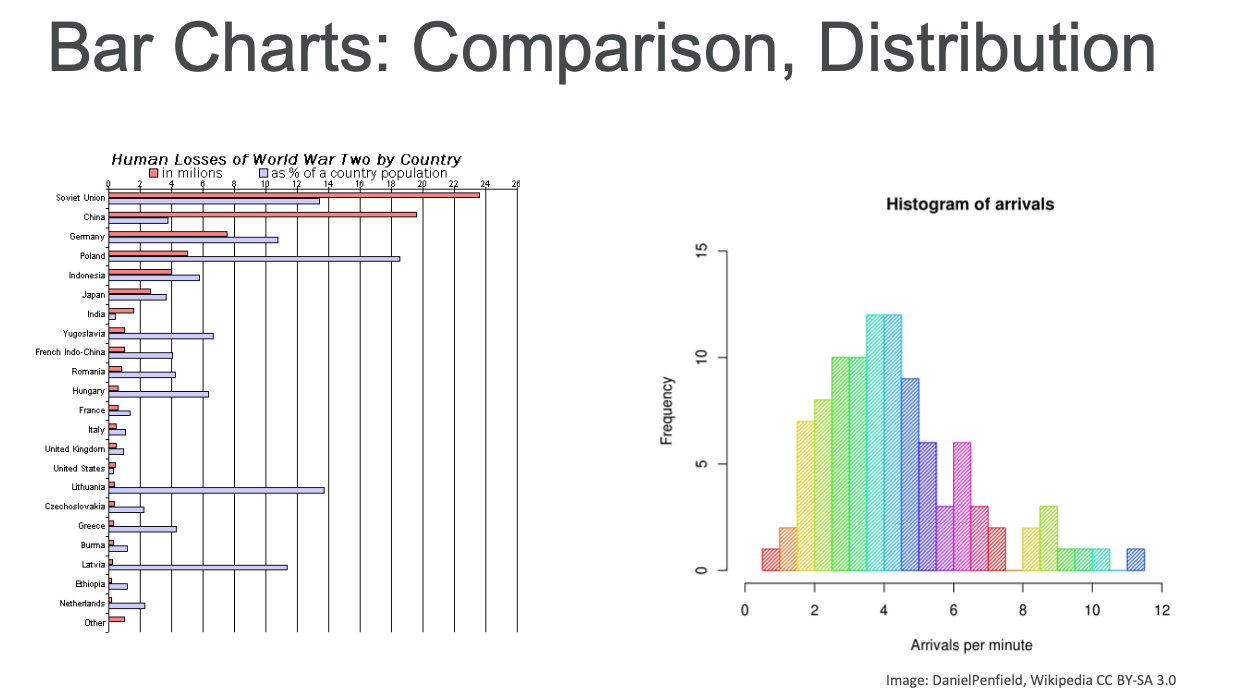 Bar Charts: Comparison, Distribution
Human Losses of World War Two by Country
in milions as % of a country population
0 2 4 6 8 10 12 14 16 18 20 22 24 26
Soviet Union
China
Germany
Poland
Indonesia
Japan
India
Yugoslavia
French Indo-China
Romania
Hungary
France
Italy
United Kingdom
United States
Lithuania
Czechoslovakia
Greece
Burma
Latvia
Ethiopia
Netherlands
Other
Histogram of arrivals
Frequency
15
10
5
0
0 2 4 6 8 10 12
Arrivals per minute
Image: DanielPenfield, Wikipedia CC BY-SA 3.0